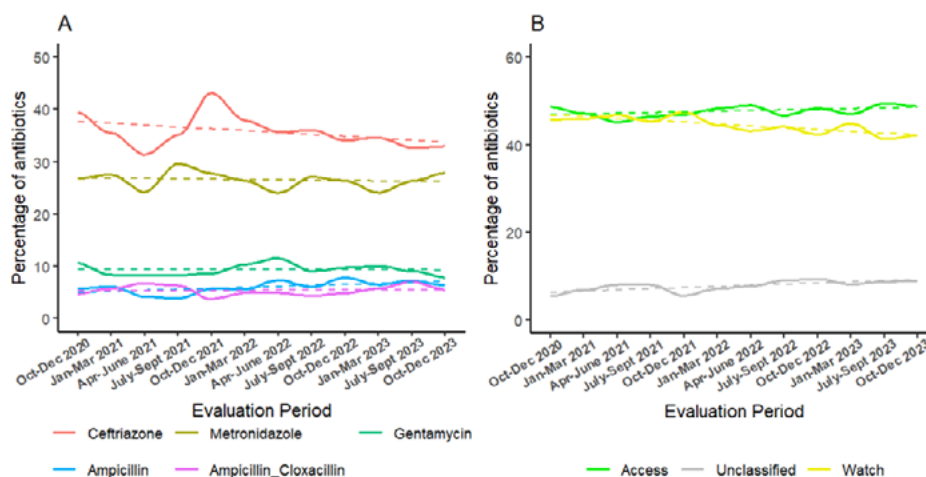 A
Percentage of antibiotics
50
40
30
20
10
0
Oct-Dec 2020
Jan-Mar 2021
Apr-June 2021
July-Sept 2021
Oct-Dec 2021
Jan-Mar 2022
Apr-June 2022
July-Sept 2022
Oct-Dec 2022
Jan-Mar 2023
July-Sept 2023
Oct-Dec 2023
Evaluation Period
Ceftriazone Metronidazole Gentamycin
Ampicillin Ampicillin_Cloxacillin
B
Percentage of antibiotics
60
40
20
0
Oct-Dec 2020
Jan-Mar 2021
Apr-June 2021
July-Sept 2021
Oct-Dec 2021
Jan-Mar 2022
Apr-June 2022
July-Sept 2022
Oct-Dec 2022
Jan-Mar 2023
July-Sept 2023
Oct-Dec 2023
Evaluation Period
Access Unclassified Watch